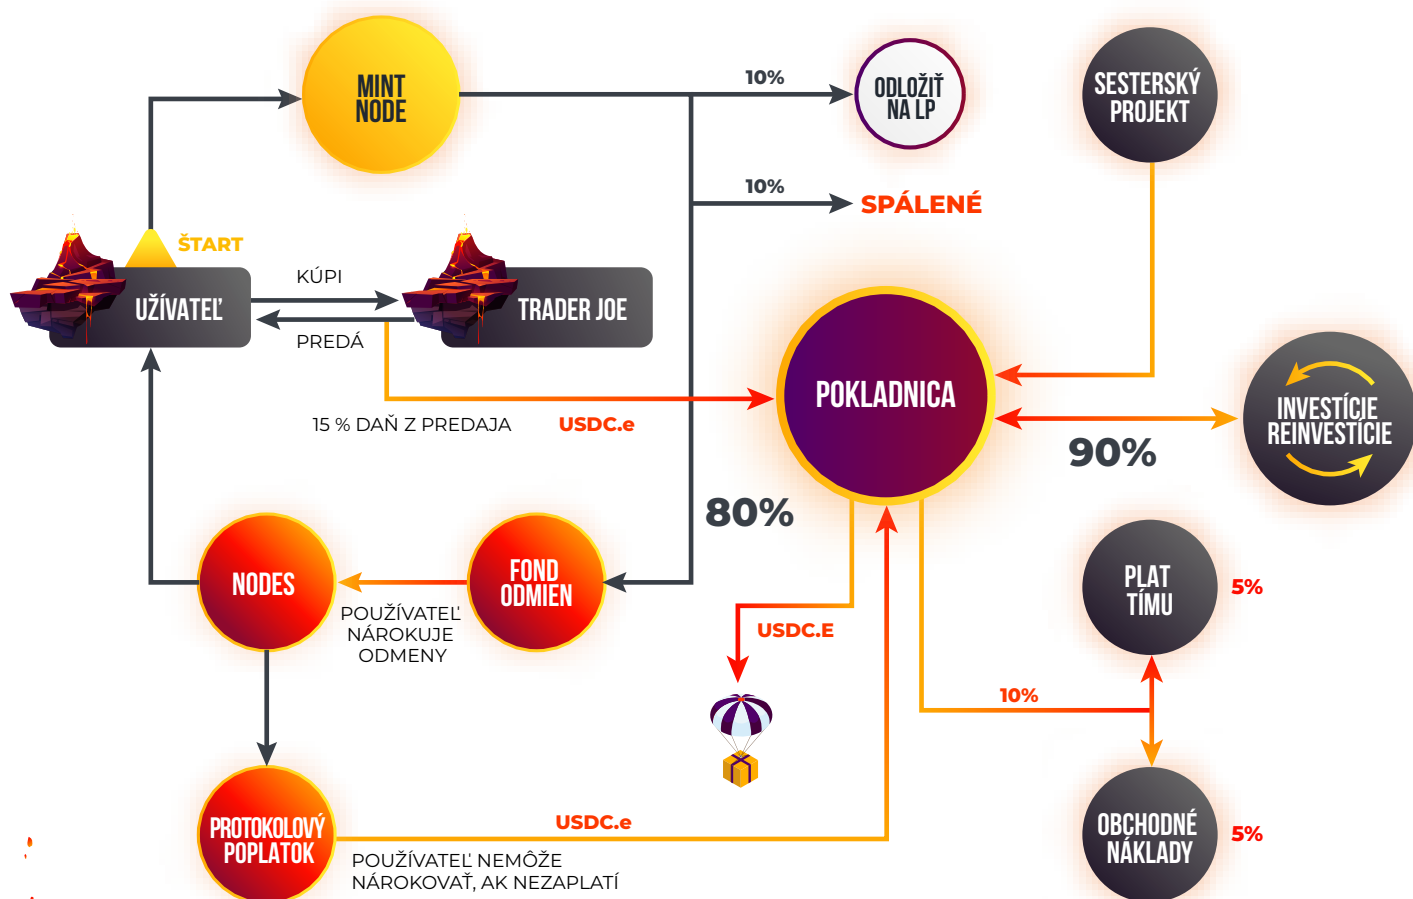 MINT
NODE
10%
ODLOŽIŤ
NA LP
SESTERSKÝ
PROJEKT
10%
SPÁLENÉ
ŠTART
UŽÍVATEĽ
KÚPI
PREDÁ
TRADER JOE
15 % DAŇ Z PREDAJA
USDC.e
POKLADNICA
90%
INVESTÍCIE
REINVESTÍCIE
80%
NODES
POUŽÍVATEĽ
NÁROKUJE
ODMENY
FOND
ODMIEN
USDC.E
PLAT
TÍMU
5%
10%
PROTOKOLOVÝ
POPLATOK
USDC.e
POUŽÍVATEĽ NEMÔŽE
NÁROKOVAŤ, AK NEZAPLATÍ
OBCHODNÉ
NÁKLADY
5%